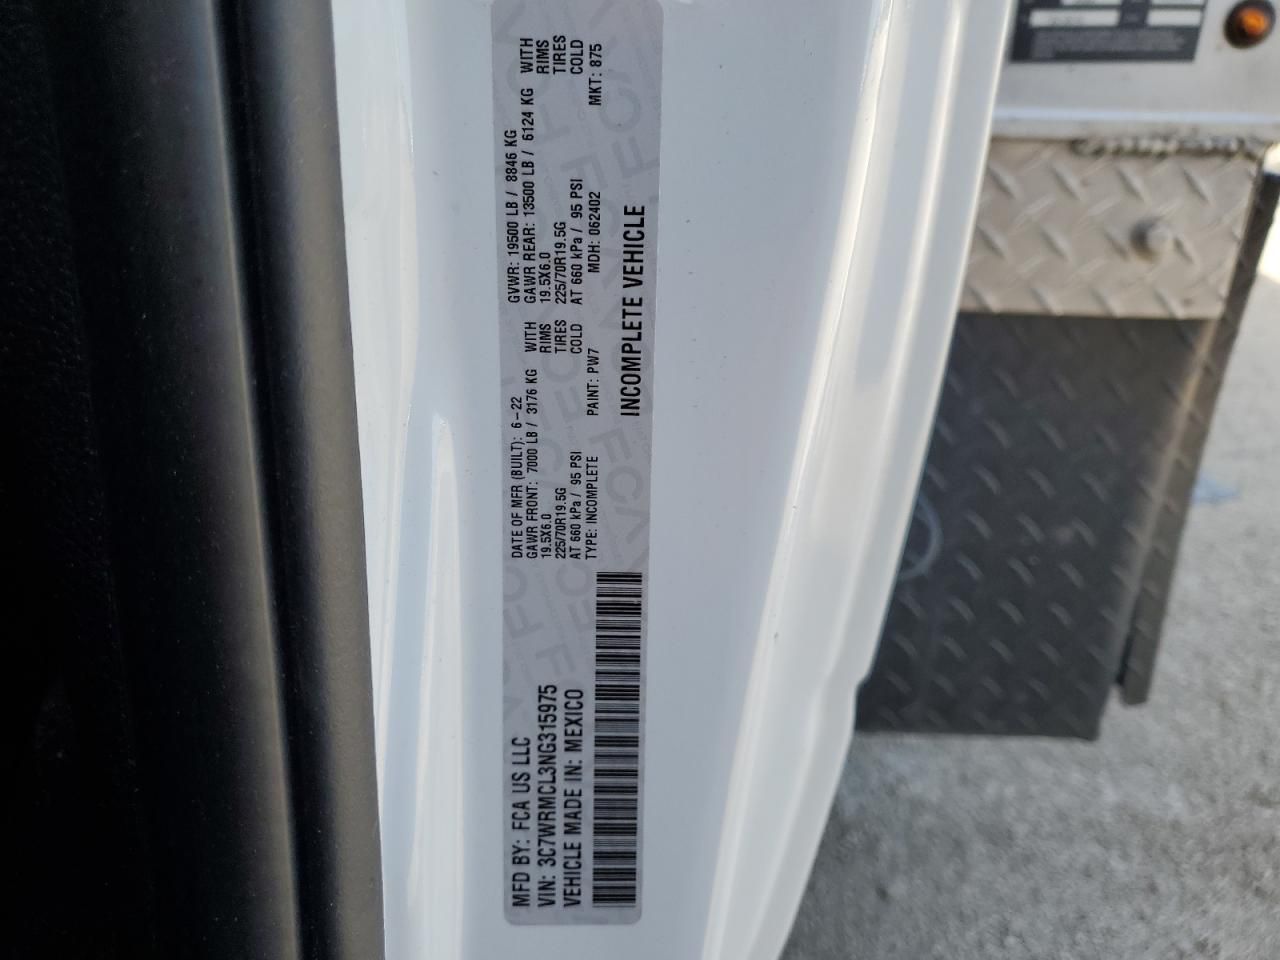 MFD BY: FCA US LLC
VIN: 3C7WRMCL3NG315975
VEHICLE MADE IN: MEXICO
DATE OF MFR (BUILT): 6-22 GVWR: 19500 LB / 8846 KG
GAWR FRONT: 7000 LB / 3176 KG WITH GAWR REAR: 13500 LB / 6124 KG WITH
19.5X6.0 RIMS 19.5X6.0 RIMS
225/70R19.5G TIRES 225/70R19.5G TIRES
AT 660 kPa / 95 PSI COLD AT 660 kPa / 95 PSI COLD
TYPE: INCOMPLETE PAINT: PW7 MDH: 062402 MKT: 875
INCOMPLETE VEHICLE